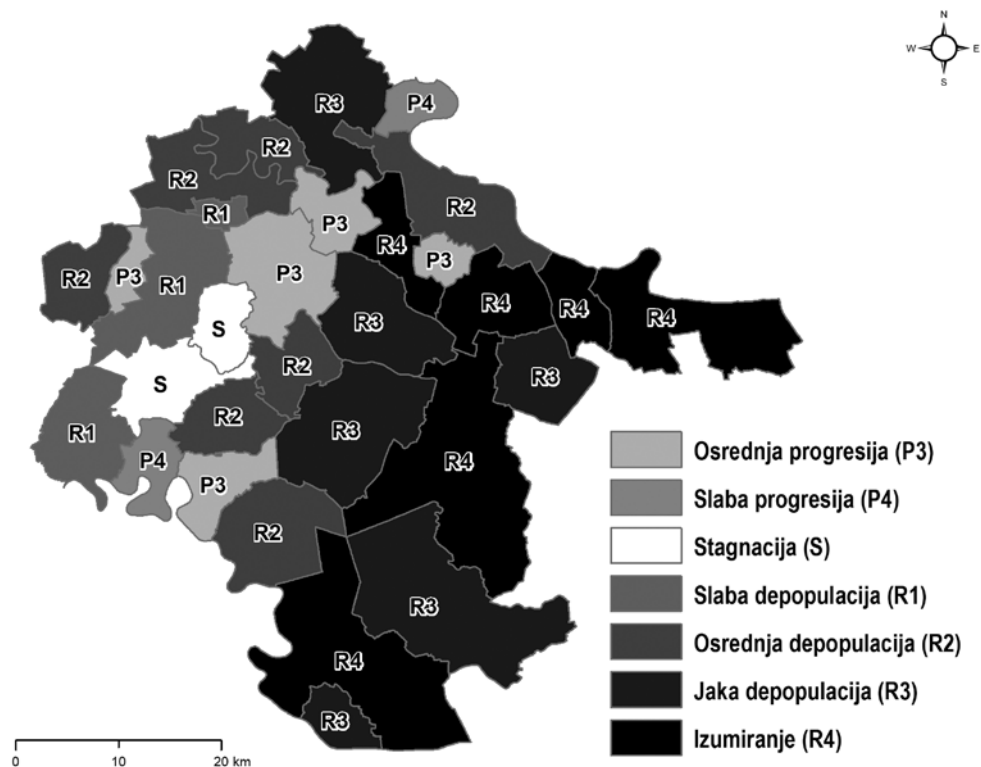 N
W E
S
R3
P4
R2
R2
R1
R2
P3
R4
P3
R2
P3
R1
P3
R4
R4
R4
S
R3
R2
R3
S
R2
R1
R3
P4
R4
P3
R2
R3
R4
R3
Osrednja progresija (P3)
Slaba progresija (P4)
Stagnacija (S)
Slaba depopulacija (R1)
Osrednja depopulacija (R2)
Jaka depopulacija (R3)
Izumiranje (R4)
0 10 20 km